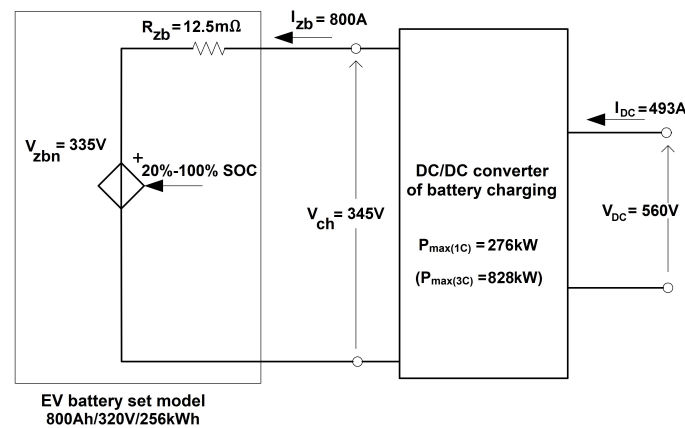 R_zb = 12.5mΩ
I_zb = 800A
V_zbn = 335V
+
20%-100% SOC
V_ch = 345V
DC/DC converter
of battery charging
P_max(1C) = 276kW
(P_max(3C) =828kW)
I_DC = 493A
V_DC = 560V
EV battery set model
800Ah/320V/256kWh